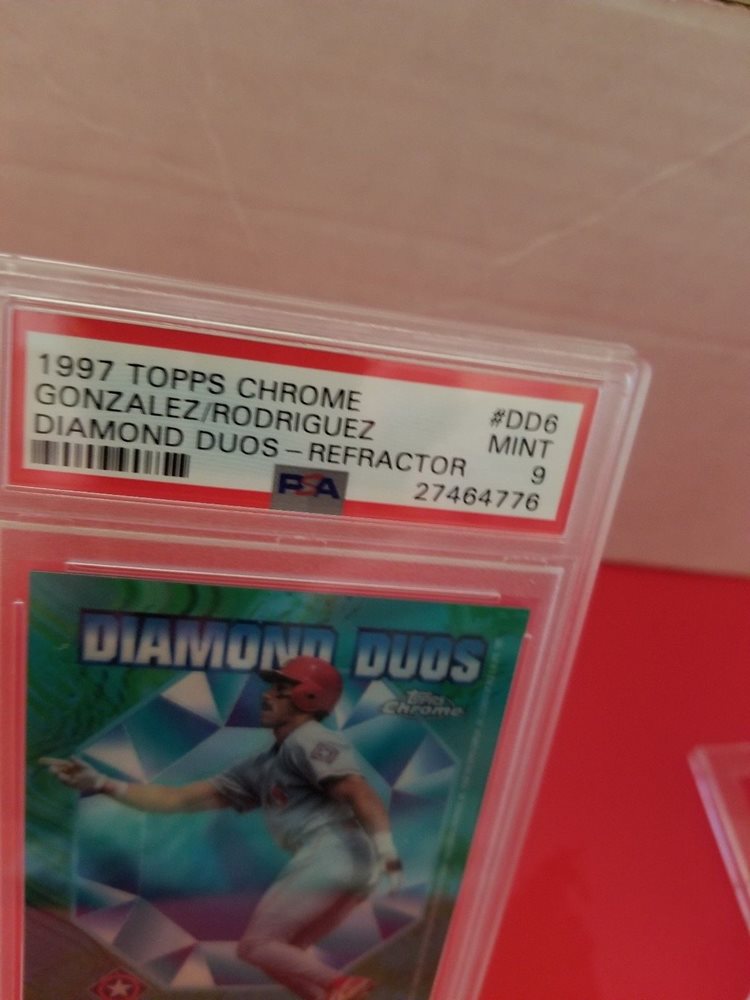 1997 TOPPS CHROME
GONZALEZ/RODRIGUEZ
DIAMOND DUOS – REFRACTOR
#DD6
MINT
9
27464776
PSA
DIAMOND DUOS
Topps
Chrome